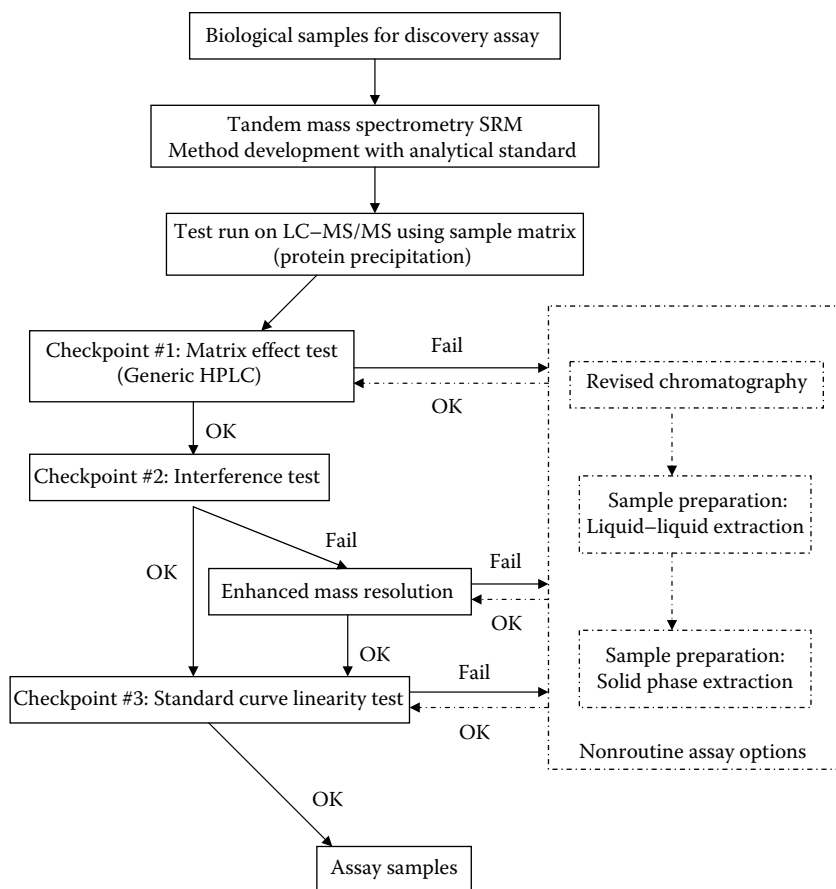 Biological samples for discovery assay
Tandem mass spectrometry SRM
Method development with analytical standard
Test run on LC–MS/MS using sample matrix
(protein precipitation)
Checkpoint #1: Matrix effect test
(Generic HPLC)
Fail
OK
Revised chromatography
OK
Checkpoint #2: Interference test
Sample preparation:
Liquid–liquid extraction
Fail
OK
Enhanced mass resolution
Fail
OK
OK
Sample preparation:
Solid phase extraction
Checkpoint #3: Standard curve linearity test
Fail
OK
Nonroutine assay options
OK
Assay samples